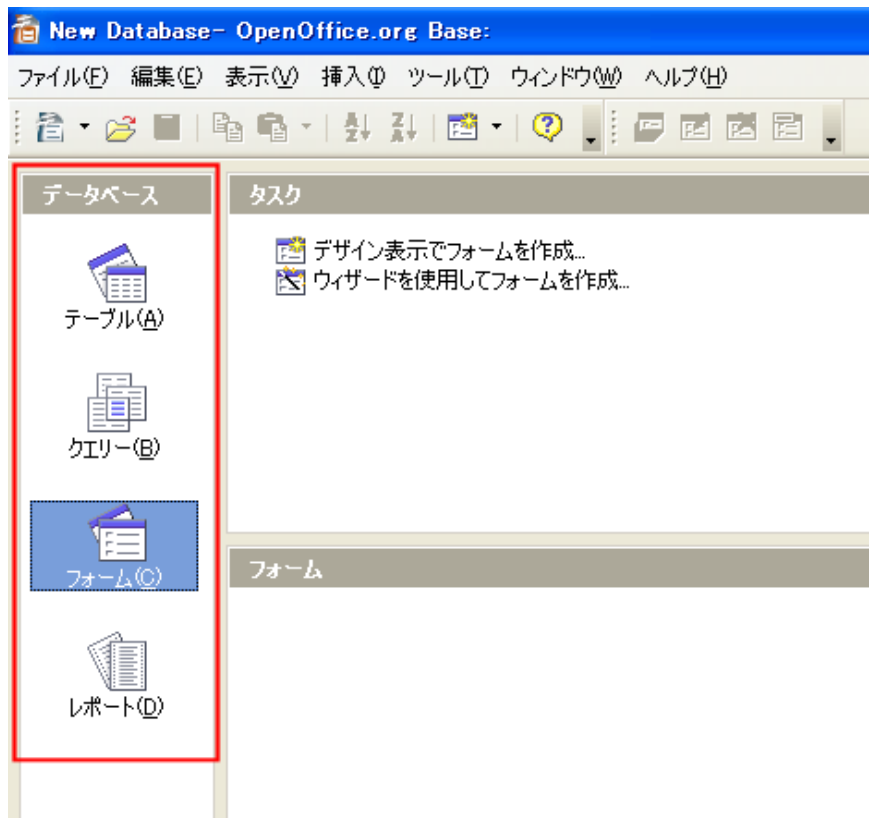 New Database- OpenOffice.org Base:
ファイル(F) 編集(E) 表示(V) 挿入(I) ツール(T) ウィンドウ(W) ヘルプ(H)
データベース
タスク
デザイン表示でフォームを作成...
ウィザードを使用してフォームを作成...
テーブル(A)
クエリー(B)
フォーム(C)
フォーム
レポート(D)